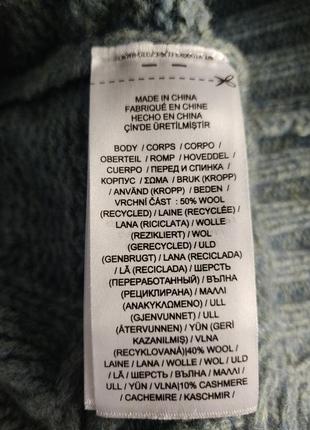 MADE IN CHINA
FABRIQUÉ EN CHINE
HECHO EN CHINA
ÇİN'DE ÜRETİLMİŞTİR
BODY / CORPS / CORPO /
OBERTEIL / ROMP / HOVEDDEL /
CUERPO / ПЕРЕД И СПИНКА /
КОРПУС / ΣΩΜΑ / BRUK (KROPP)
/ ANVÄND (KROPP) / BEDEN /
VRCHNÍ ČÁST : 50% WOOL
(RECYCLED) / LAINE (RECYCLÉE) /
LANA (RICICLATA) / WOLLE
(REZIKLIERT) / WOL
(GERECYCLED) / ULD
(GENBRUGT) / LANA (RECICLADA)
/ LÃ (RECICLADA) / ШЕРСТЬ
(ПЕРЕРАБОТАННЫЙ) / ВЪЛНА
(РЕЦИКЛИРАНА) / ΜΑΛΛΙ
(ΑΝΑΚΥΚΛΩΜΕΝΟ) / ULL
(GJENVUNNET) / ULL
(ÅTERVUNNEN) / YÜN (GERİ
KAZANILMIŞ) / VLNA
(RECYKLOVANÁ)|40% WOOL /
LAINE / LANA / WOLLE / WOL / ULD
/ LÃ / ШЕРСТЬ / ВЪЛНА / ΜΑΛΛΙ /
ULL / YÜN / VLNA|10% CASHMERE
/ CACHEMIRE / KASCHMIR /